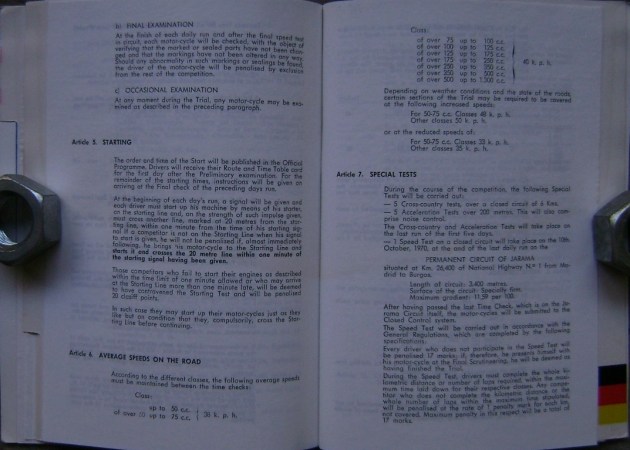 b) FINAL EXAMINATION
At the finish of each daily run and after the final speed test
in circuit, each motor-cycle will be checked, with the object of
verifying that the marked or sealed parts have not been chan-
ged and that the markings have not been altered in any way.
Should any abnormality in such markings or sealings be found,
the driver of the motor-cycle will be penalised by exclusion
from the rest of the competition.
c) OCCASIONAL EXAMINATION
At any moment during the Trial, any motor-cycle may be exa-
mined as described in the preceding paragraph.
Article 5. STARTING
The order and time of the Start will be published in the Official
Programme. Drivers will receive their Route and Time Table card
for the first day after the Preliminary examination. For the
remainder of the starting times, instructions will be given on
arriving at the Final check of the preceding days run.
At the beginning of each day's run, a signal will be given and
each driver must start up his machine by means of his starter,
on the starting line and, on the strength of such impulse given,
must cross another line, marked at 20 metres from the star-
ting line, within one minute from the time of his starting sig-
nal If a competitor is not on the Starting Line when his signal
to start is given, he will not be penalised if, almost immediately
following, he brings his motor-cycle to the Starting Line and
starts it and crosses the 20 metre line within one minute of
the starting signal having been given.
Those competitors who fail to start their engines as described
within the time limit of one minute allowed or who may arrive
at the Starting Line more than one minute late, will be deemed
to have contravened the Starting Test and will be penalised
20 claiff points.
In such case they may start up their motor-cycles just as they
like but on condition that they, compulsorily, cross the Star-
ting Line before continuing.
Article 6. AVERAGE SPEEDS ON THE ROAD
According to the different classes, the following average speeds
must be maintained between the time checks:
Class:
up to 50 c.c.
of over 50 up to 75 c.c. 30 k. p. h.
Class:
of over 75 up to 100 c.c.
of over 100 up to 125 c.c.
of over 125 up to 175 c.c.
of over 175 up to 250 c.c. 40 k. p. h.
of over 250 up to 350 c.c.
of over 350 up to 500 c.c.
of over 500 up to 1.300 c.c.
Depending on weather conditions and the state of the roads,
certain sections of the Trial may be required to be covered
at the following increased speeds:
For 50-75 c.c. Classes 40 k. p. h.
Other classes 50 k. p. h.
or at the reduced speeds of:
For 50-75 c.c. Classes 25 k. p. h.
Other classes 35 k. p. h.
Article 7. SPECIAL TESTS
During the course of the competition, the following Special
Tests will be carried out:
— 5 Cross-country tests, over a closed circuit of 6 Kms.
— 5 Acceleration Tests over 200 metres. This will also com-
prise noise control.
The Cross-country and Acceleration Tests will take place on
the last run of the first five days.
— 1 Speed Test on a closed circuit will take place on the 10th.
October, 1970, at the end of the last daily run on the
PERMANENT CIRCUIT OF JARAMA
situated at Km. 26,400 of National Highway N.º 1 from Ma-
drid to Burgos.
Length of circuit: 3.400 metres.
Surface of the circuit: Specially firm.
Maximum gradient: 11,59 per 100.
After having passed the last Time Check, which is on the Ja-
rama Circuit itself, the motor-cycles will be submitted to the
Closed Control system.
The Speed Test will be carried out in accordance with the
General Regulations, which are completed by the following
specifications:
Every driver who does not participate in the Speed Test will
be penalised 17 marks; if, therefore, he presents himself with
his motor-cycle at the Final Scrutineering, he will be deemed as
having finished the Trial.
During the Speed Test, drivers must complete the whole ki-
lometric distance or number of laps required within the maxi-
mum time laid down for their respective classes. Any compe-
titor who does not complete the kilometric distance or the
whole number of laps within the maximum time stipulated,
will be penalised at the rate of 1 penalty mark for each km.
not covered. Maximum penalty in this respect will be a total of
17 marks.